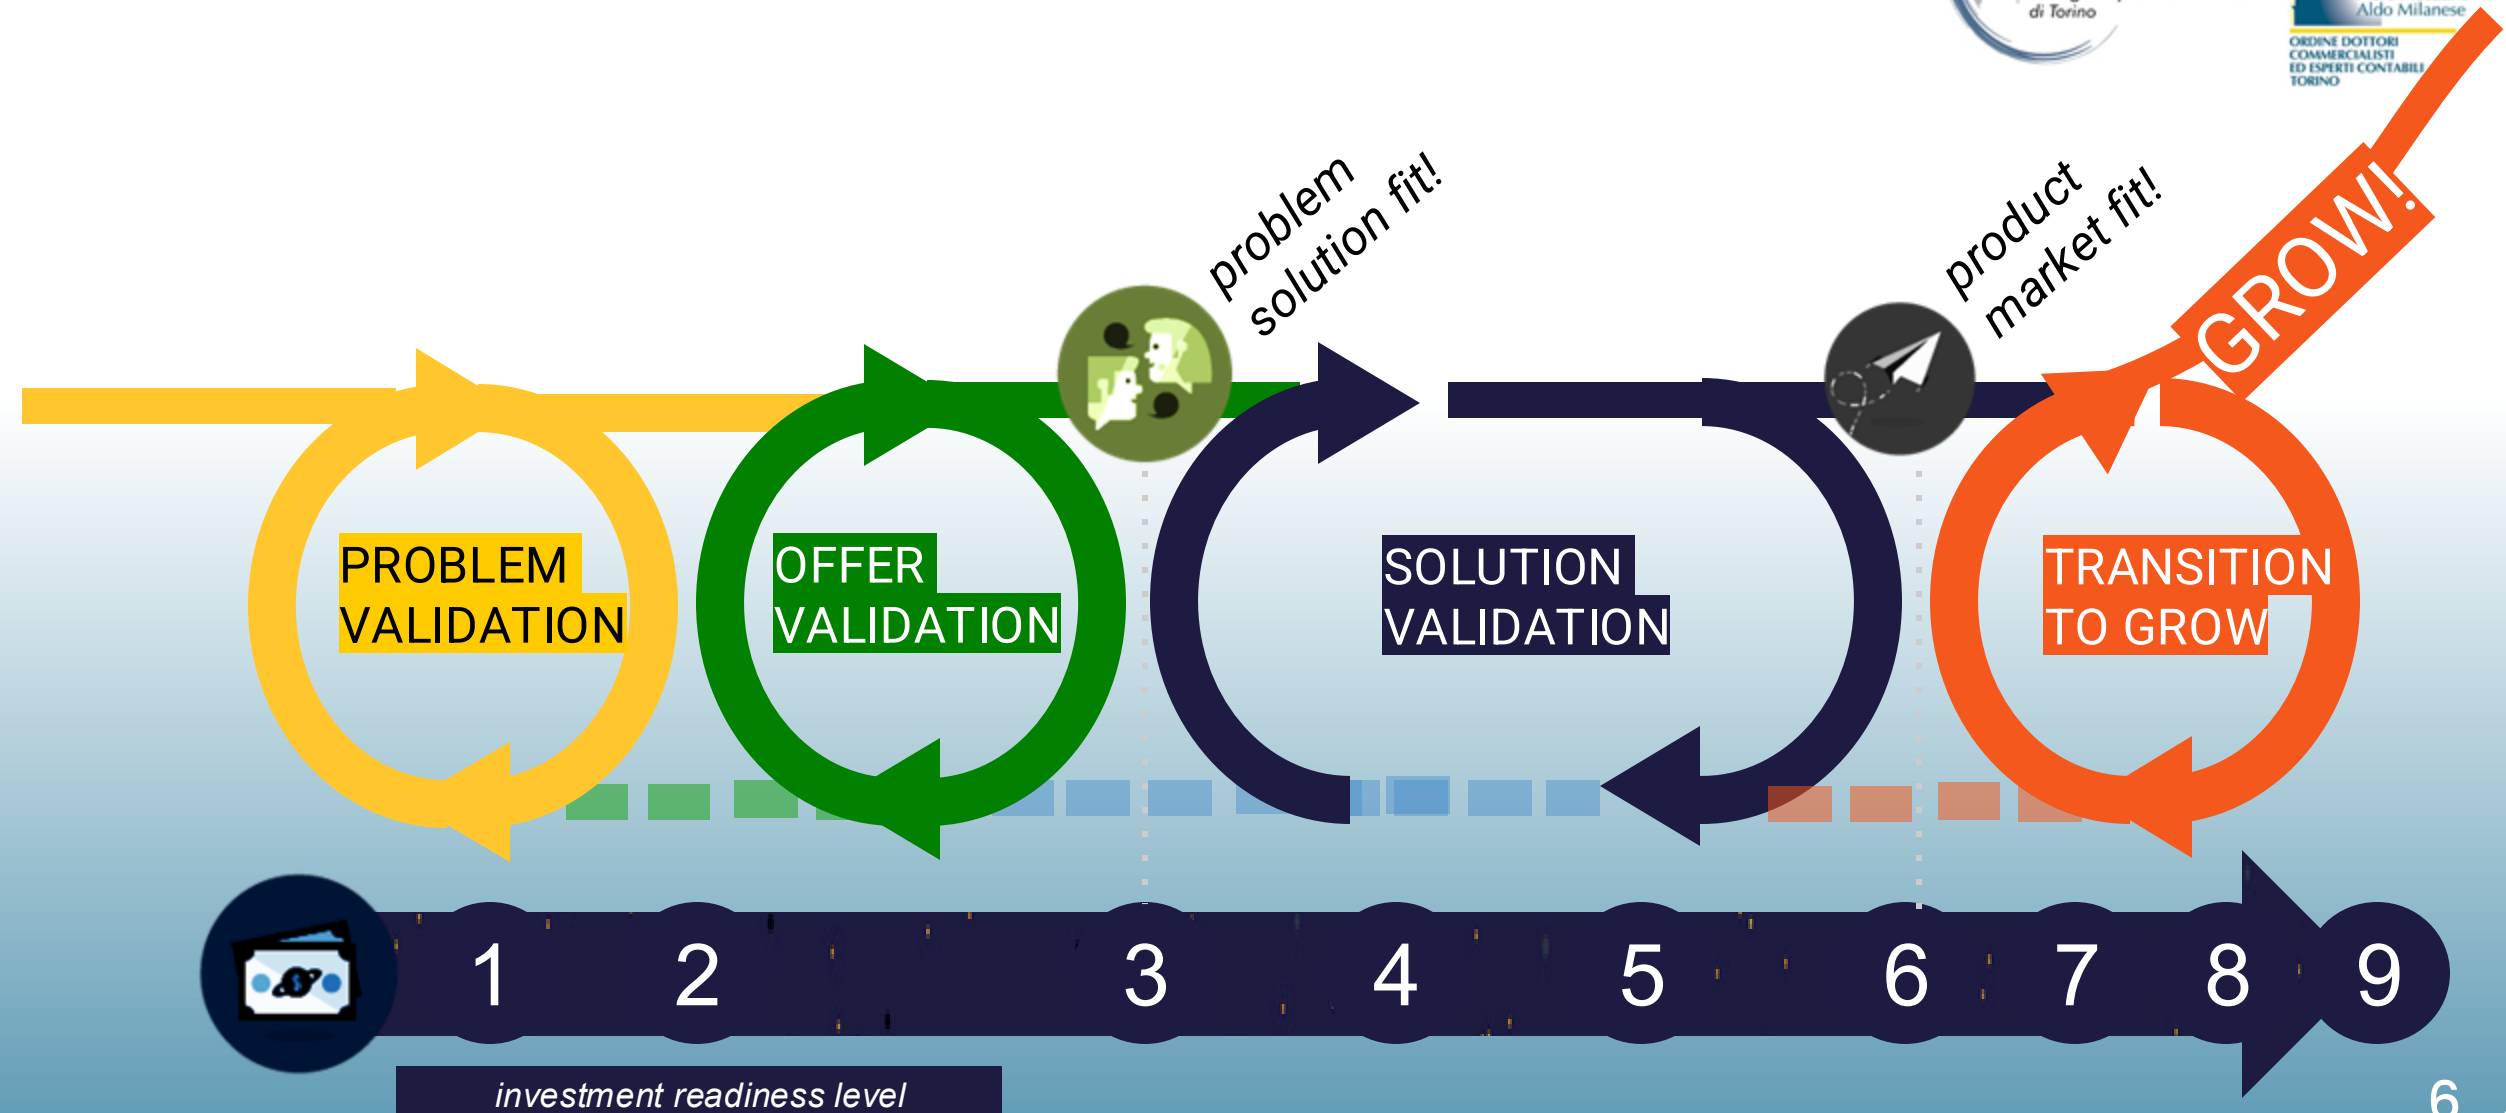 di Torino
Aldo Milanese
ORDINE DOTTORI
COMMERCIALISTI
ED ESPERTI CONTABILI
TORINO
problem
solution fit!
product
market fit!
GROW!
PROBLEM
VALIDATION
OFFER
VALIDATION
SOLUTION
VALIDATION
TRANSITION
TO GROW
1 2 3 4 5 6 7 8 9
investment readiness level
6